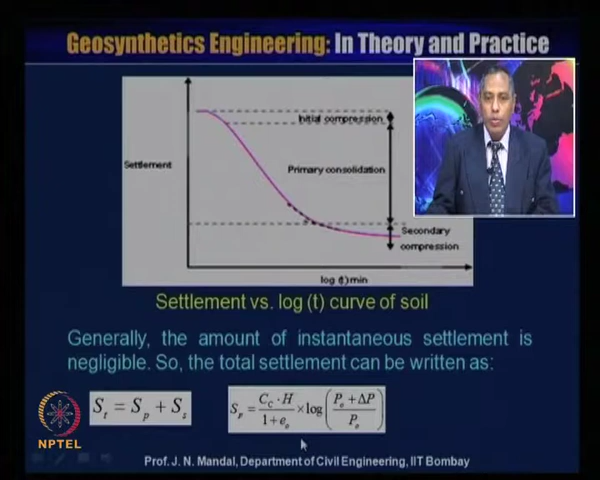 Geosynthetics Engineering: In Theory and Practice
Initial compression
Settlement
Primary consolidation
Secondary
compression
log (t) min
Settlement vs. log (t) curve of soil
Generally, the amount of instantaneous settlement is
negligible. So, the total settlement can be written as:
S_t = S_p + S_s
S_p = C_C · H / 1 + e_o × log (P_o + ΔP / P_o)
NPTEL
Prof. J. N. Mandal, Department of Civil Engineering, IIT Bombay